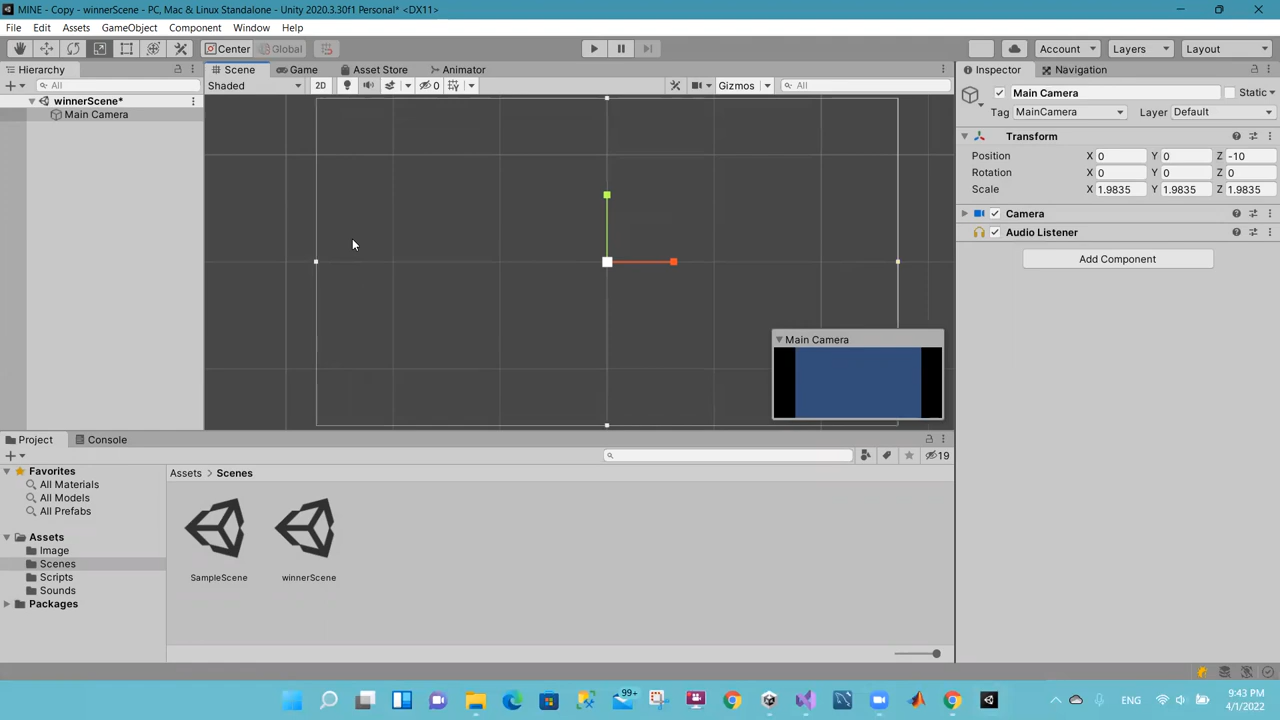 MINE - Copy - winnerScene - PC, Mac & Linux Standalone - Unity 2020.3.30f1 Personal* <DX11>
File Edit Assets GameObject Component Window Help
Center Global Account Layers Layout
Hierarchy
All
winnerScene*
Main Camera
Scene Game Asset Store Animator
Shaded 2D 0 Gizmos All
Main Camera
Inspector Navigation
Main Camera Static
Tag MainCamera Layer Default
Transform
Position X 0 Y 0 Z -10
Rotation X 0 Y 0 Z 0
Scale X 1.9835 Y 1.9835 Z 1.9835
Camera
Audio Listener
Add Component
Project Console
19
Favorites
All Materials
All Models
All Prefabs
Assets
Image
Scenes
Scripts
Sounds
Packages
Assets > Scenes
SampleScene winnerScene
99+
ENG
9:43 PM
4/1/2022